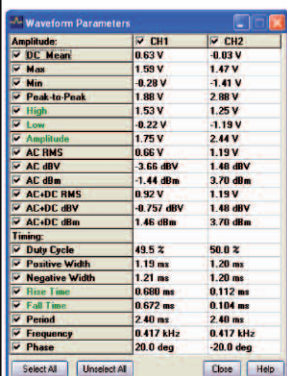 Waveform Parameters
Amplitude: CH1 CH2
DC Mean 0.63 V -0.03 V
Max 1.59 V 1.47 V
Min -0.28 V -1.41 V
Peak-to-Peak 1.88 V 2.88 V
High 1.53 V 1.25 V
Low -0.22 V -1.19 V
Amplitude 1.75 V 2.44 V
AC RMS 0.66 V 1.19 V
AC dBV -3.66 dBV 1.48 dBV
AC dBm -1.44 dBm 3.70 dBm
AC+DC RMS 0.92 V 1.19 V
AC+DC dBV -0.757 dBV 1.48 dBV
AC+DC dBm 1.46 dBm 3.70 dBm
Timing:
Duty Cycle 49.5 % 50.0 %
Positive Width 1.19 ms 1.20 ms
Negative Width 1.21 ms 1.20 ms
Rise Time 0.680 ms 0.112 ms
Fall Time 0.672 ms 0.104 ms
Period 2.40 ms 2.40 ms
Frequency 0.417 kHz 0.417 kHz
Phase 20.0 deg -20.0 deg
Select All Unselect All Close Help